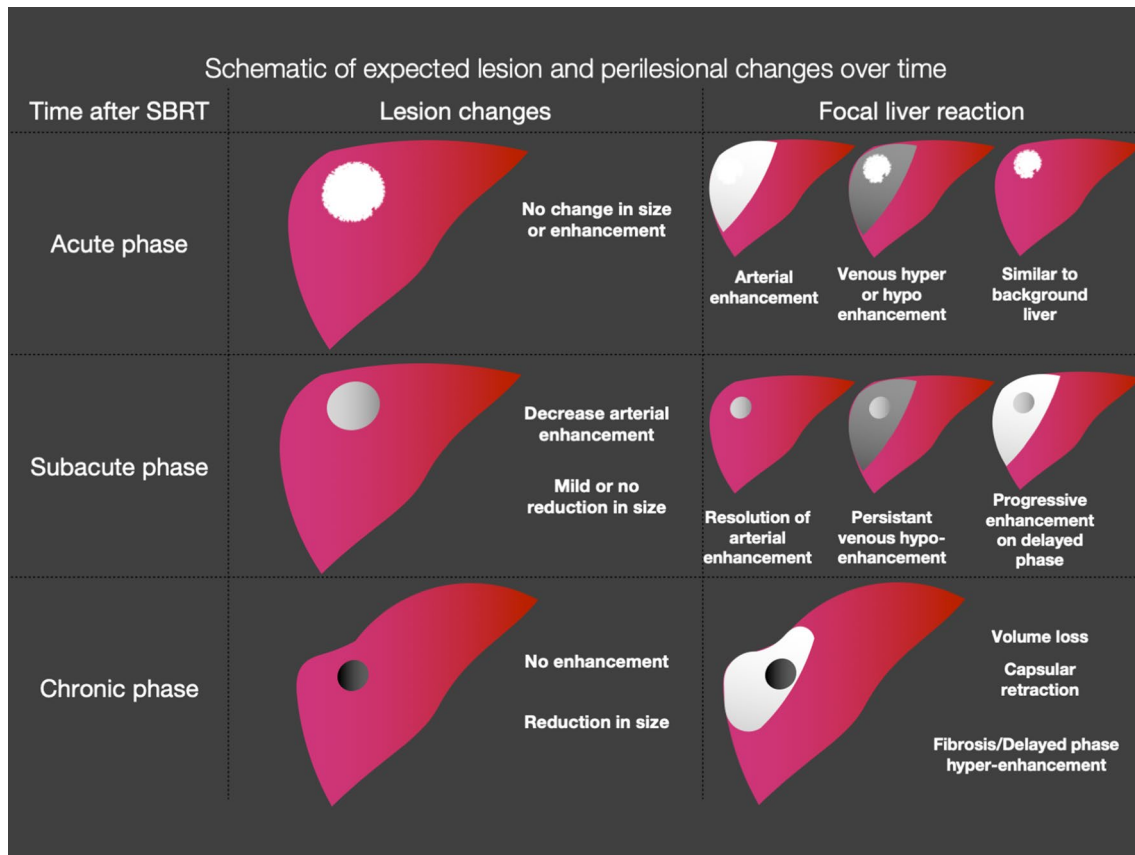 Schematic of expected lesion and perilesional changes over time
Time after SBRT
Lesion changes
Focal liver reaction
Acute phase
No change in size
or enhancement
Arterial
enhancement
Venous hyper
or hypo
enhancement
Similar to
background
liver
Subacute phase
Decrease arterial
enhancement
Mild or no
reduction in size
Resolution of
arterial
enhancement
Persistant
venous hypo-
enhancement
Progressive
enhancement
on delayed
phase
Chronic phase
No enhancement
Reduction in size
Volume loss
Capsular
retraction
Fibrosis/Delayed phase
hyper-enhancement